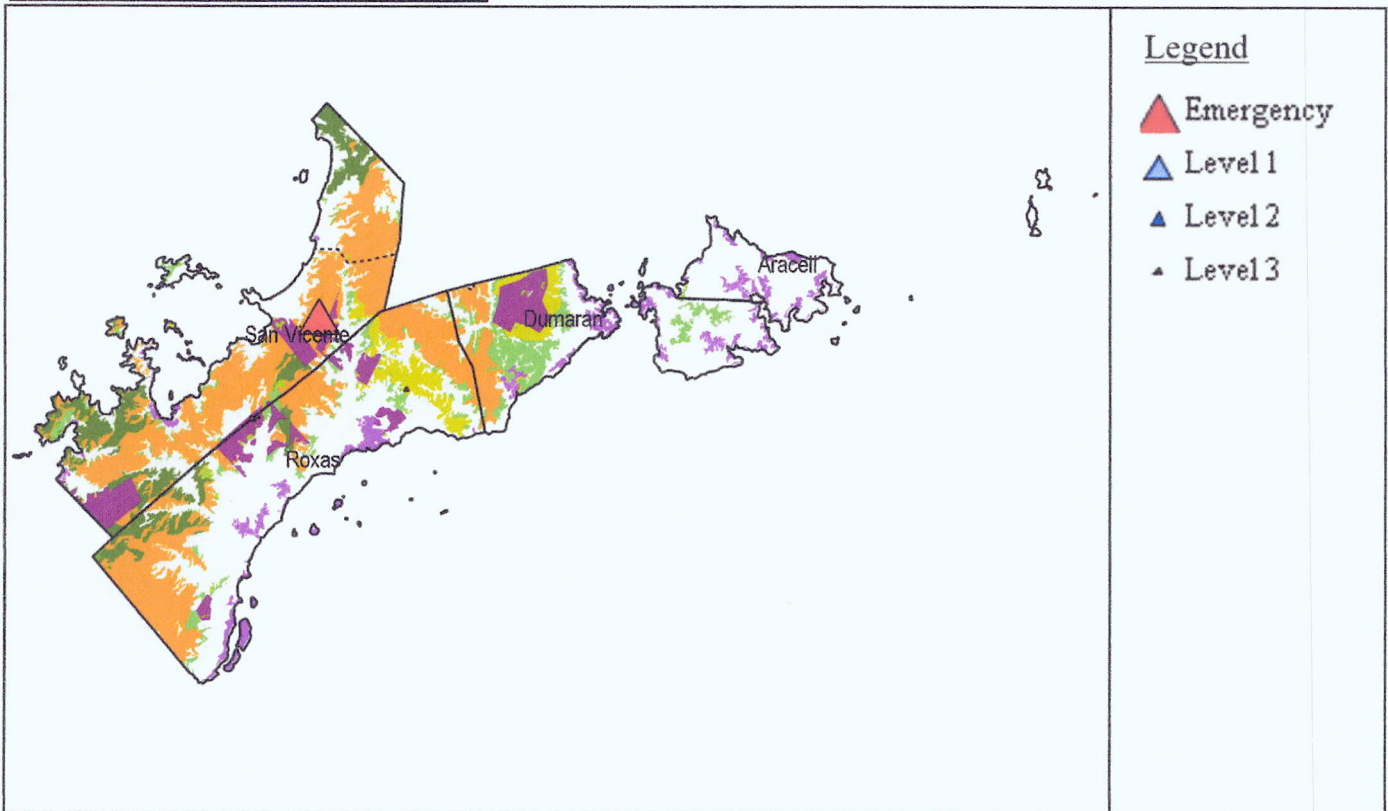 San Vicente
Roxas
Dumaran
Araceli
Legend
Emergency
Level 1
Level 2
Level 3